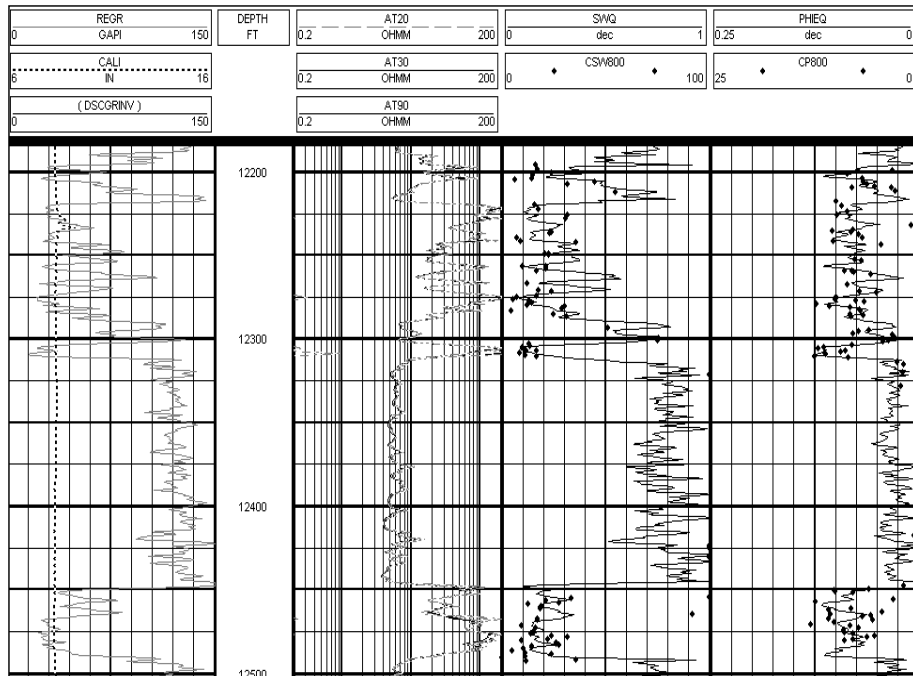 REGR
0 GAPI 150
CALI
6 IN 16
( DSCGRINV )
0 150
DEPTH
FT
AT20
0.2 OHMM 200
AT30
0.2 OHMM 200
AT90
0.2 OHMM 200
SWQ
0 dec 1
CSW800
0 100
PHIEQ
0.25 dec 0
CP800
25 0
12200
12300
12400
12500